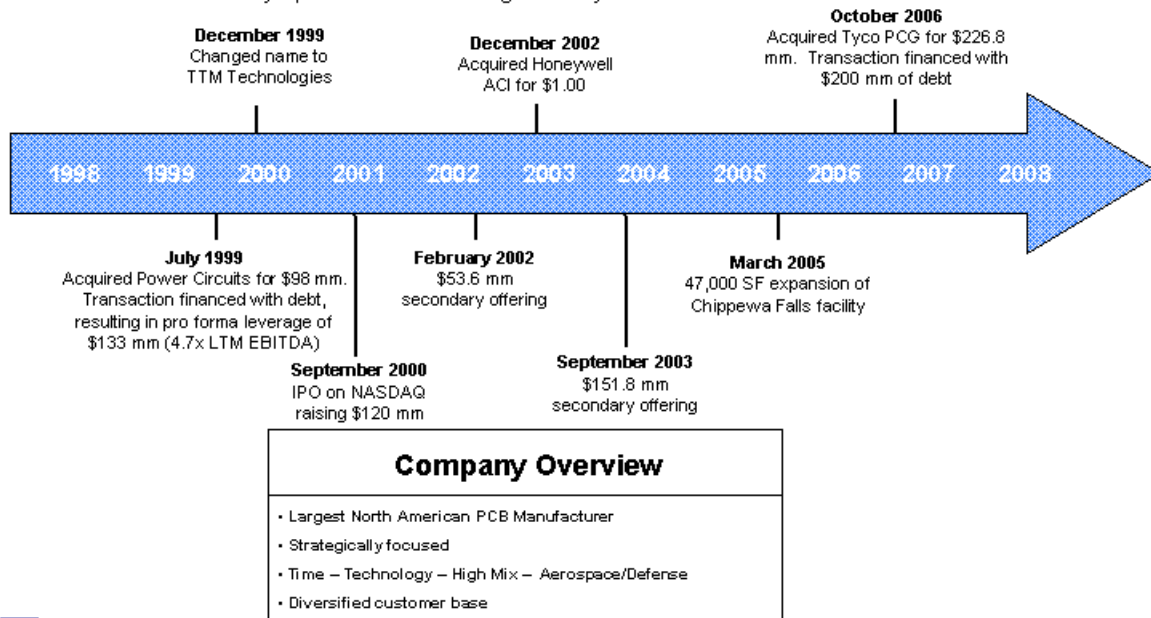 December 1999
Changed name to
TTM Technologies
December 2002
Acquired Honeywell
ACI for $1.00
October 2006
Acquired Tyco PCG for $226.8
mm. Transaction financed with
$200 mm of debt
1998 1999 2000 2001 2002 2003 2004 2005 2006 2007 2008
July 1999
Acquired Power Circuits for $98 mm.
Transaction financed with debt,
resulting in pro forma leverage of
$133 mm (4.7x LTM EBITDA)
September 2000
IPO on NASDAQ
raising $120 mm
February 2002
$53.6 mm
secondary offering
September 2003
$151.8 mm
secondary offering
March 2005
47,000 SF expansion of
Chippewa Falls facility
Company Overview
• Largest North American PCB Manufacturer
• Strategically focused
• Time – Technology – High Mix – Aerospace/Defense
• Diversified customer base